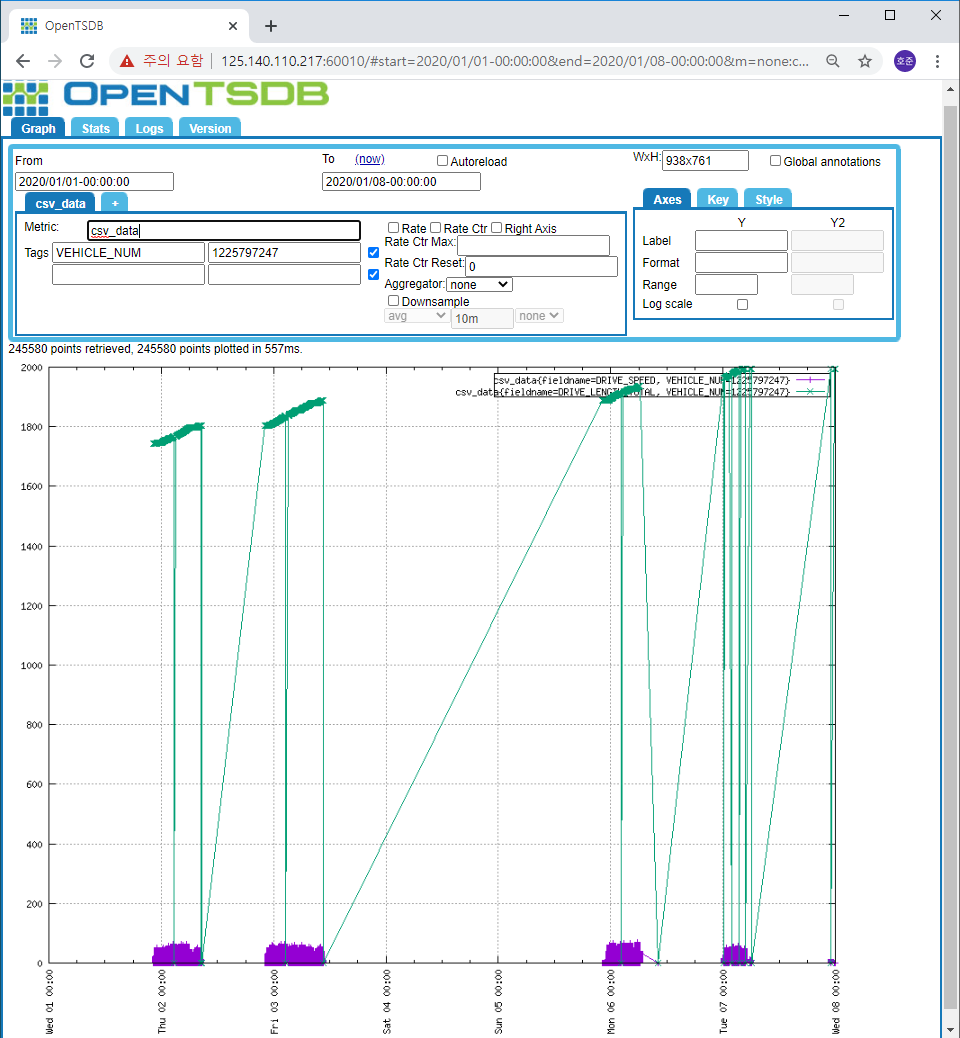 OpenTSDB
주의 요함 125.140.110.217:60010/#start=2020/01/01-00:00:00&end=2020/01/08-00:00:00&m=none:c...
호준
OPENTSDB
Graph Stats Logs Version
From To (now) Autoreload WxH: 938x761 Global annotations
2020/01/01-00:00:00 2020/01/08-00:00:00
csv_data +
Metric: csv_data
Tags VEHICLE_NUM 1225797247
Rate Rate Ctr Right Axis
Rate Ctr Max:
Rate Ctr Reset: 0
Aggregator: none
Downsample
avg 10m none
Axes Key Style
Y Y2
Label
Format
Range
Log scale
245580 points retrieved, 245580 points plotted in 557ms.
csv_data{fieldname=DRIVE_SPEED, VEHICLE_NUM=1225797247}
csv_data{fieldname=DRIVE_LENGTH_TOTAL, VEHICLE_NUM=1225797247}
2000
1800
1600
1400
1200
1000
800
600
400
200
0
Wed 01 00:00
Thu 02 00:00
Fri 03 00:00
Sat 04 00:00
Sun 05 00:00
Mon 06 00:00
Tue 07 00:00
Wed 08 00:00